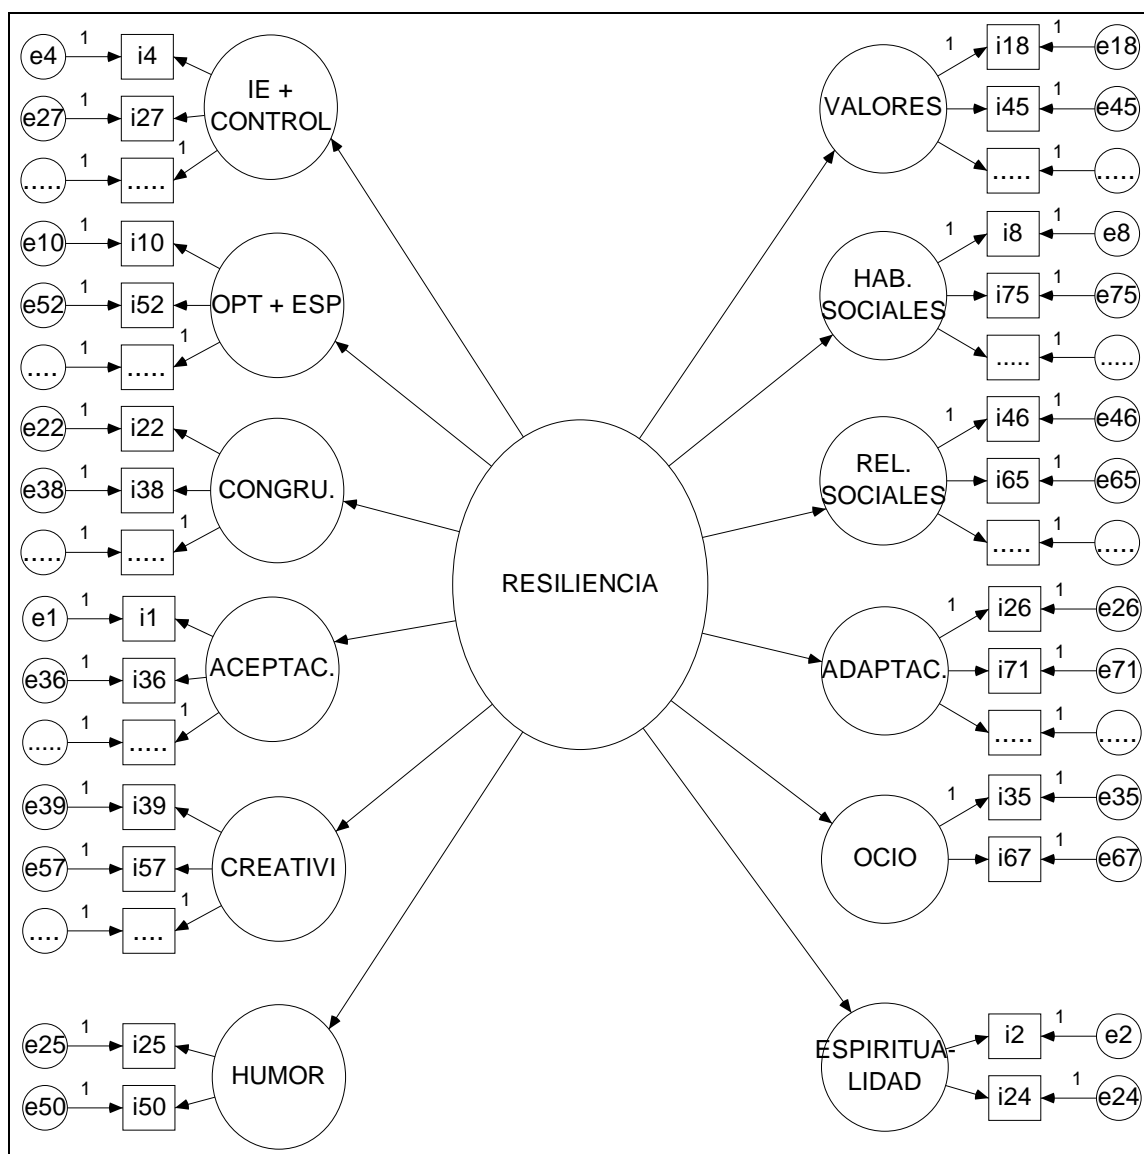 1
e4
i4
IE +
CONTROL
1
e27
i27
1
1
.....
.....
1
e10
i10
OPT + ESP
1
e52
i52
1
1
....
.....
1
e22
i22
CONGRU.
1
e38
i38
1
1
.....
.....
1
e1
i1
ACEPTAC.
1
e36
i36
1
1
.....
.....
1
e39
i39
CREATIVI
1
e57
i57
1
1
....
....
1
e25
i25
HUMOR
1
e50
i50
RESILIENCIA
VALORES
1
i18
1
e18
i45
1
e45
.....
1
.....
HAB.
SOCIALES
1
i8
1
e8
i75
1
e75
.....
1
.....
REL.
SOCIALES
1
i46
1
e46
i65
1
e65
.....
1
.....
ADAPTAC.
1
i26
1
e26
i71
1
e71
.....
1
.....
OCIO
1
i35
1
e35
i67
1
e67
ESPIRITUA-
LIDAD
i2
1
e2
i24
1
e24